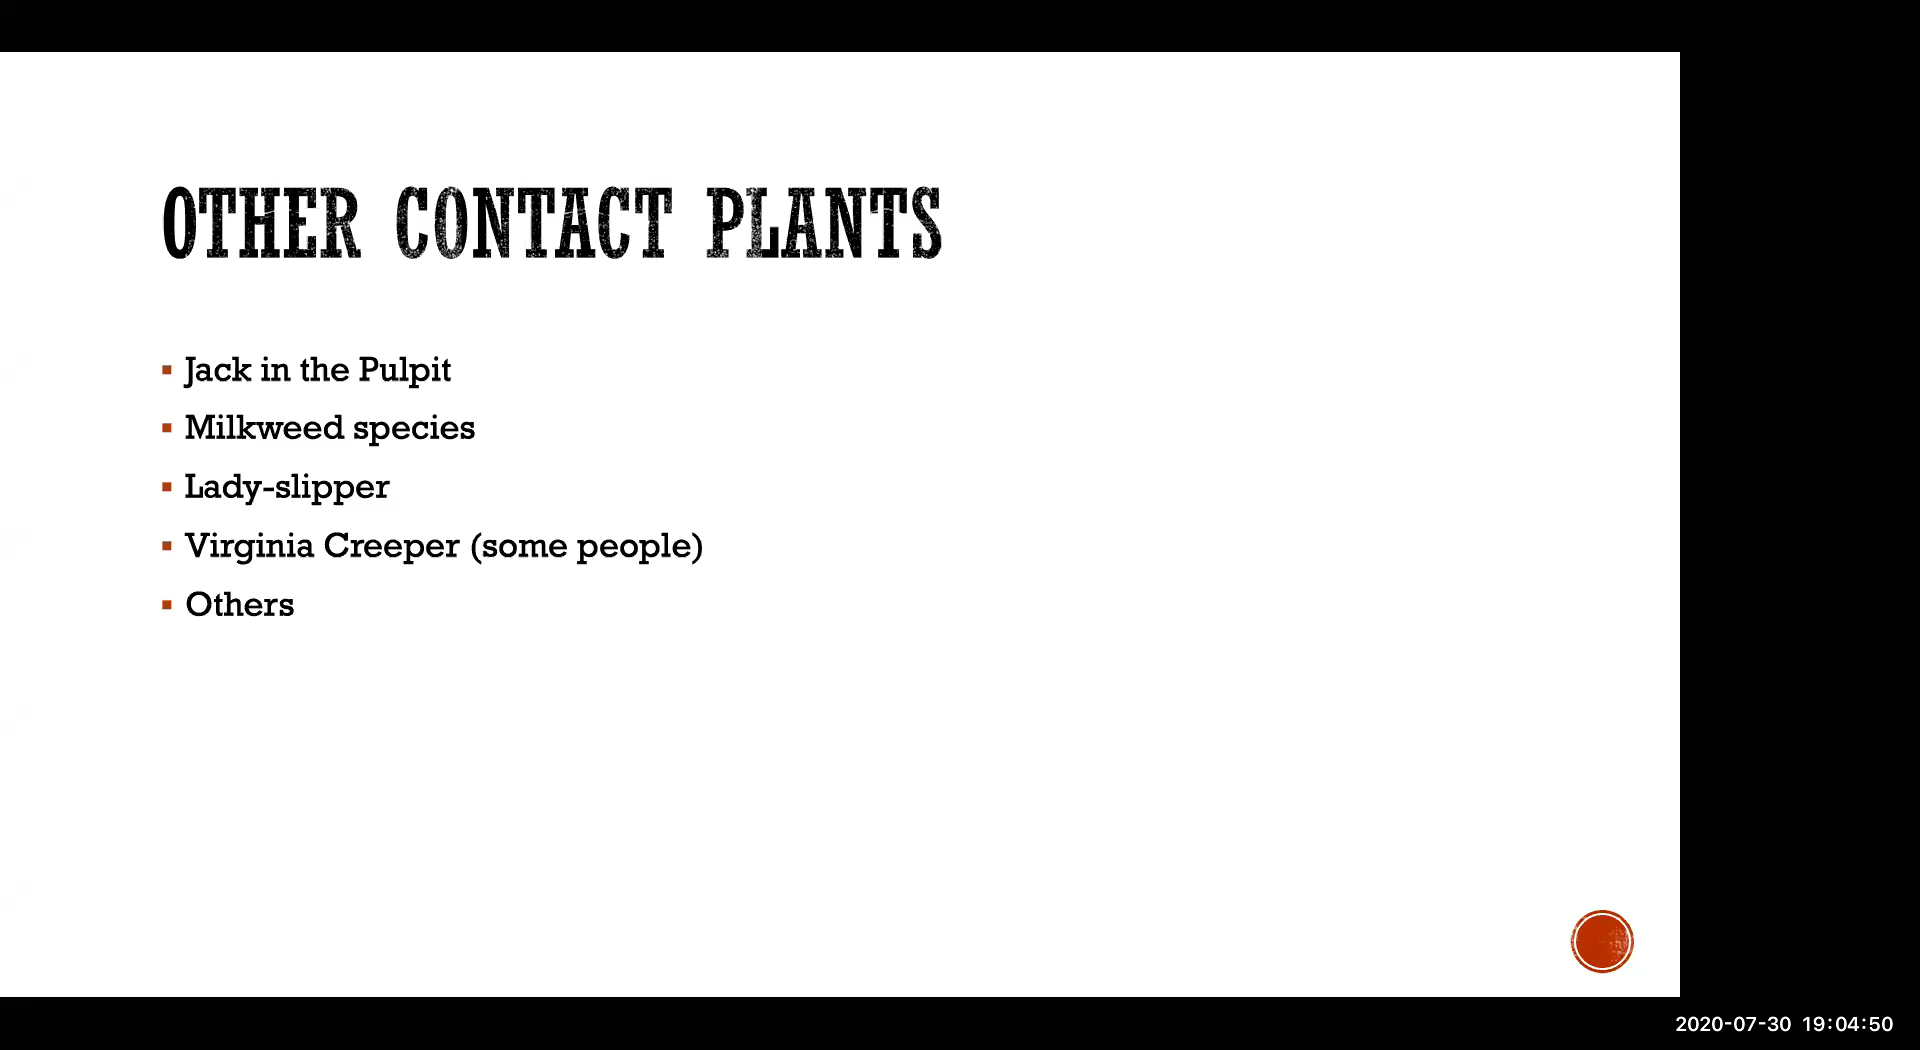 OTHER CONTACT PLANTS
▪ Jack in the Pulpit
▪ Milkweed species
▪ Lady-slipper
▪ Virginia Creeper (some people)
▪ Others
2020-07-30 19:04:50